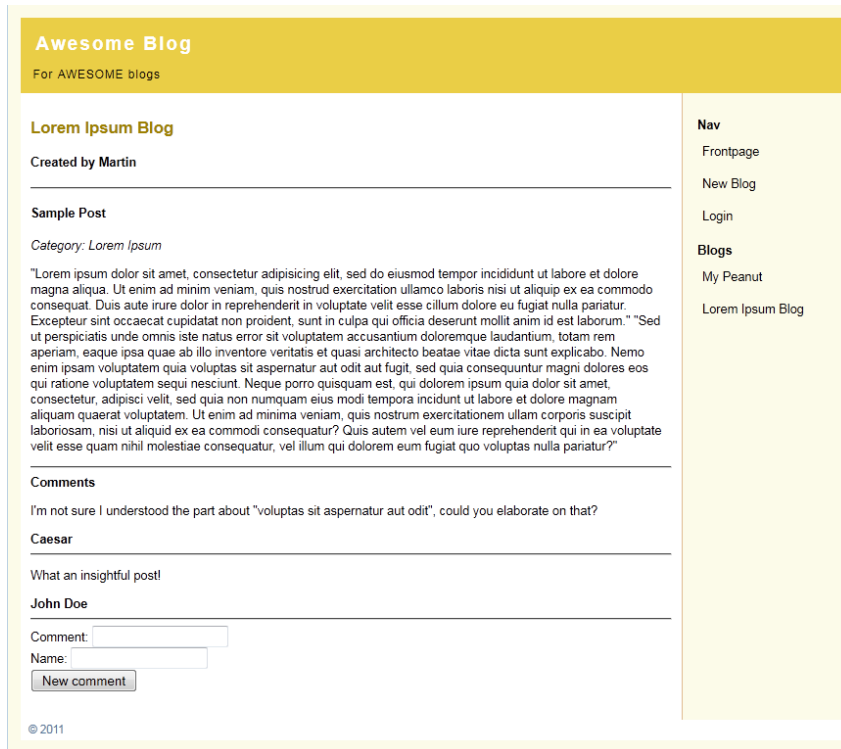 Awesome Blog
For AWESOME blogs
Lorem Ipsum Blog
Created by Martin
Sample Post
Category: Lorem Ipsum
"Lorem ipsum dolor sit amet, consectetur adipisicing elit, sed do eiusmod tempor incididunt ut labore et dolore
magna aliqua. Ut enim ad minim veniam, quis nostrud exercitation ullamco laboris nisi ut aliquip ex ea commodo
consequat. Duis aute irure dolor in reprehenderit in voluptate velit esse cillum dolore eu fugiat nulla pariatur.
Excepteur sint occaecat cupidatat non proident, sunt in culpa qui officia deserunt mollit anim id est laborum." "Sed
ut perspiciatis unde omnis iste natus error sit voluptatem accusantium doloremque laudantium, totam rem
aperiam, eaque ipsa quae ab illo inventore veritatis et quasi architecto beatae vitae dicta sunt explicabo. Nemo
enim ipsam voluptatem quia voluptas sit aspernatur aut odit aut fugit, sed quia consequuntur magni dolores eos
qui ratione voluptatem sequi nesciunt. Neque porro quisquam est, qui dolorem ipsum quia dolor sit amet,
consectetur, adipisci velit, sed quia non numquam eius modi tempora incidunt ut labore et dolore magnam
aliquam quaerat voluptatem. Ut enim ad minima veniam, quis nostrum exercitationem ullam corporis suscipit
laboriosam, nisi ut aliquid ex ea commodi consequatur? Quis autem vel eum iure reprehenderit qui in ea voluptate
velit esse quam nihil molestiae consequatur, vel illum qui dolorem eum fugiat quo voluptas nulla pariatur?"
Comments
I'm not sure I understood the part about "voluptas sit aspernatur aut odit", could you elaborate on that?
Caesar
What an insightful post!
John Doe
Comment:
Name:
New comment
Nav
Frontpage
New Blog
Login
Blogs
My Peanut
Lorem Ipsum Blog
© 2011